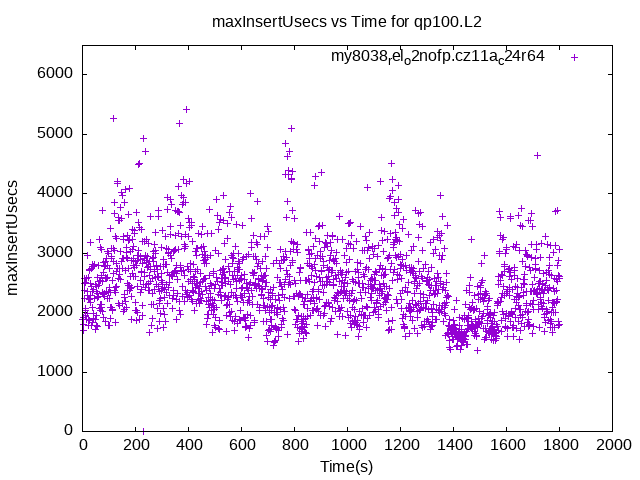 maxInsertUsecs vs Time for qp100.L2
my8038rel_o2nofp.cz11a_c24r64
6000
5000
4000
3000
2000
1000
0
maxInsertUsecs
0 200 400 600 800 1000 1200 1400 1600 1800 2000
Time(s)